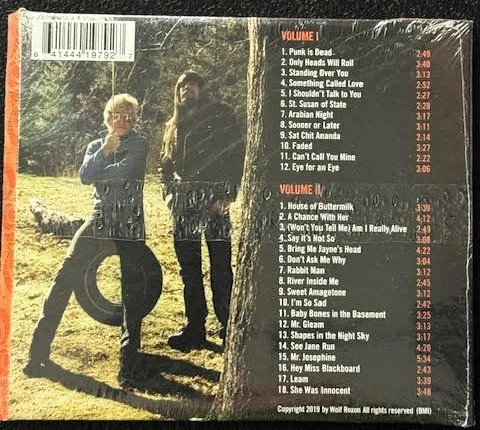 6 41444 19792 7
VOLUME I
1. Punk is Dead 2:49
2. Only Heads Will Roll 3:40
3. Standing Over You 3:13
4. Something Called Love 2:52
5. I Shouldn't Talk to You 2:27
6. St. Susan of State 2:28
7. Arabian Night 3:17
8. Sooner or Later 3:11
9. Sat Chit Ananda 2:14
10. Faded 3:27
11. Can't Call You Mine 2:22
12. Eye for an Eye 3:06
VOLUME II
1. House of Buttermilk 3:39
2. A Chance With Her 4:12
3. (Won't You Tell Me) Am I Really Alive 2:49
4. Say it's Not So 3:08
5. Bring Me Jayne's Head 4:22
6. Don't Ask Me Why 3:04
7. Rabbit Man 3:12
8. River Inside Me 2:45
9. Sweet Amagetone 3:12
10. I'm So Sad 2:42
11. Baby Bones in the Basement 3:25
12. Mr. Gleam 3:13
13. Shapes in the Night Sky 3:17
14. See Jane Run 4:20
15. Mr. Josephine 5:34
16. Hey Miss Blackboard 2:43
17. Leam 3:39
18. She Was Innocent 3:48
Copyright 2019 by Wolf Roxon All rights reserved (BMI)